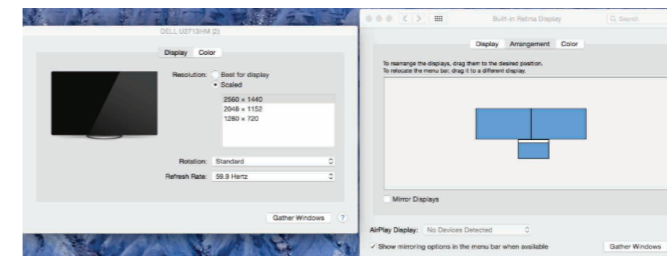 DELL U2713HM (2)
Display Color
Resolution: Best for display
Scaled
2560 × 1440
2048 × 1152
1280 × 720
Rotation: Standard
Refresh Rate: 59.9 Hertz
Gather Windows ?
Built-in Retina Display
Search
Display Arrangement Color
To rearrange the displays, drag them to the desired position.
To relocate the menu bar, drag it to a different display.
Mirror Displays
AirPlay Display: No Devices Detected
Show mirroring options in the menu bar when available
Gather Windows